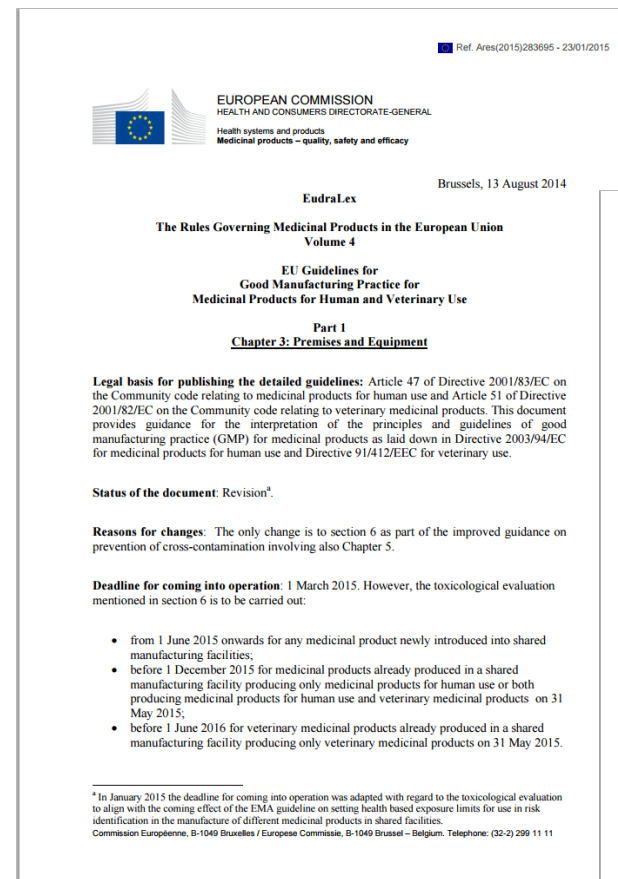 Ref. Ares(2015)283695 - 23/01/2015
EUROPEAN COMMISSION
HEALTH AND CONSUMERS DIRECTORATE-GENERAL
Health systems and products
Medicinal products – quality, safety and efficacy
Brussels, 13 August 2014
EudraLex
The Rules Governing Medicinal Products in the European Union
Volume 4
EU Guidelines for
Good Manufacturing Practice for
Medicinal Products for Human and Veterinary Use
Part 1
Chapter 3: Premises and Equipment
Legal basis for publishing the detailed guidelines: Article 47 of Directive 2001/83/EC on
the Community code relating to medicinal products for human use and Article 51 of Directive
2001/82/EC on the Community code relating to veterinary medicinal products. This document
provides guidance for the interpretation of the principles and guidelines of good
manufacturing practice (GMP) for medicinal products as laid down in Directive 2003/94/EC
for medicinal products for human use and Directive 91/412/EEC for veterinary use.
Status of the document: Revisionᵃ.
Reasons for changes: The only change is to section 6 as part of the improved guidance on
prevention of cross-contamination involving also Chapter 5.
Deadline for coming into operation: 1 March 2015. However, the toxicological evaluation
mentioned in section 6 is to be carried out:
• from 1 June 2015 onwards for any medicinal product newly introduced into shared
manufacturing facilities;
• before 1 December 2015 for medicinal products already produced in a shared
manufacturing facility producing only medicinal products for human use or both
producing medicinal products for human use and veterinary medicinal products on 31
May 2015;
• before 1 June 2016 for veterinary medicinal products already produced in a shared
manufacturing facility producing only veterinary medicinal products on 31 May 2015.
ᵃ In January 2015 the deadline for coming into operation was adapted with regard to the toxicological evaluation
to align with the coming effect of the EMA guideline on setting health based exposure limits for use in risk
identification in the manufacture of different medicinal products in shared facilities.
Commission Européenne, B-1049 Bruxelles / Europese Commissie, B-1049 Brussel – Belgium. Telephone: (32-2) 299 11 11